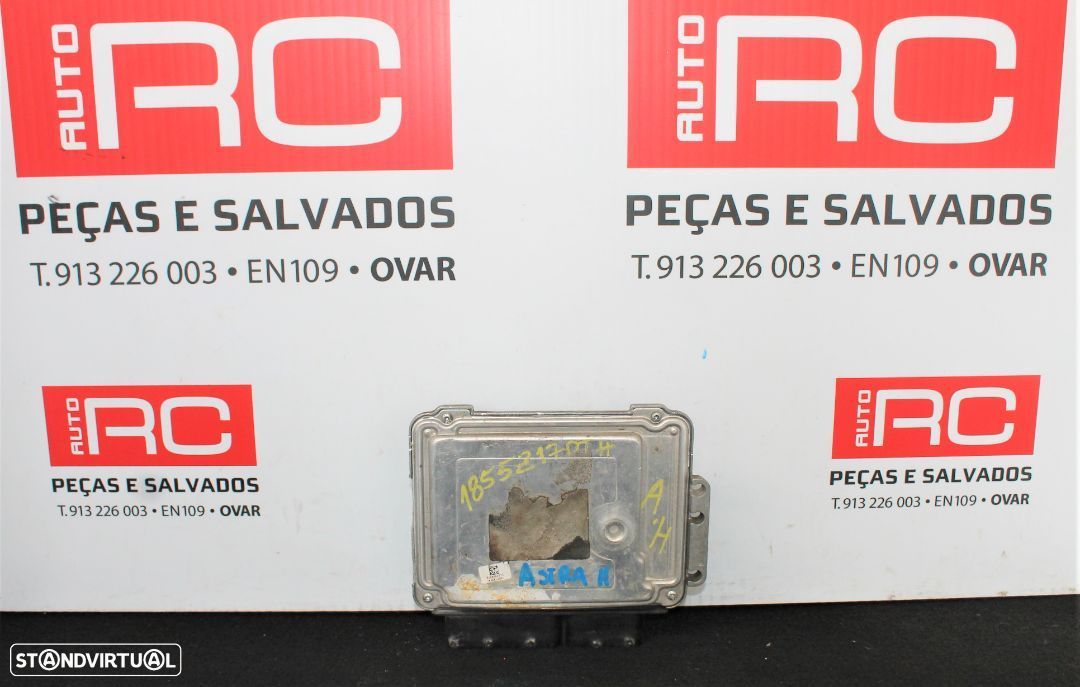 AUTO RC
PEÇAS E SALVADOS
T. 913 226 003 • EN109 • OVAR
AUTO RC
PEÇAS E SALVADOS
T. 913 226 003 • EN109 • OVAR
AUTO RC
PEÇAS E SALVADOS
T. 913 226 003 • EN109 • OVAR
AUTO RC
PEÇAS E SALVADOS
T. 913 226 003 • EN109 • OVAR
A-H
ASTRA H
STANDVIRTUAL